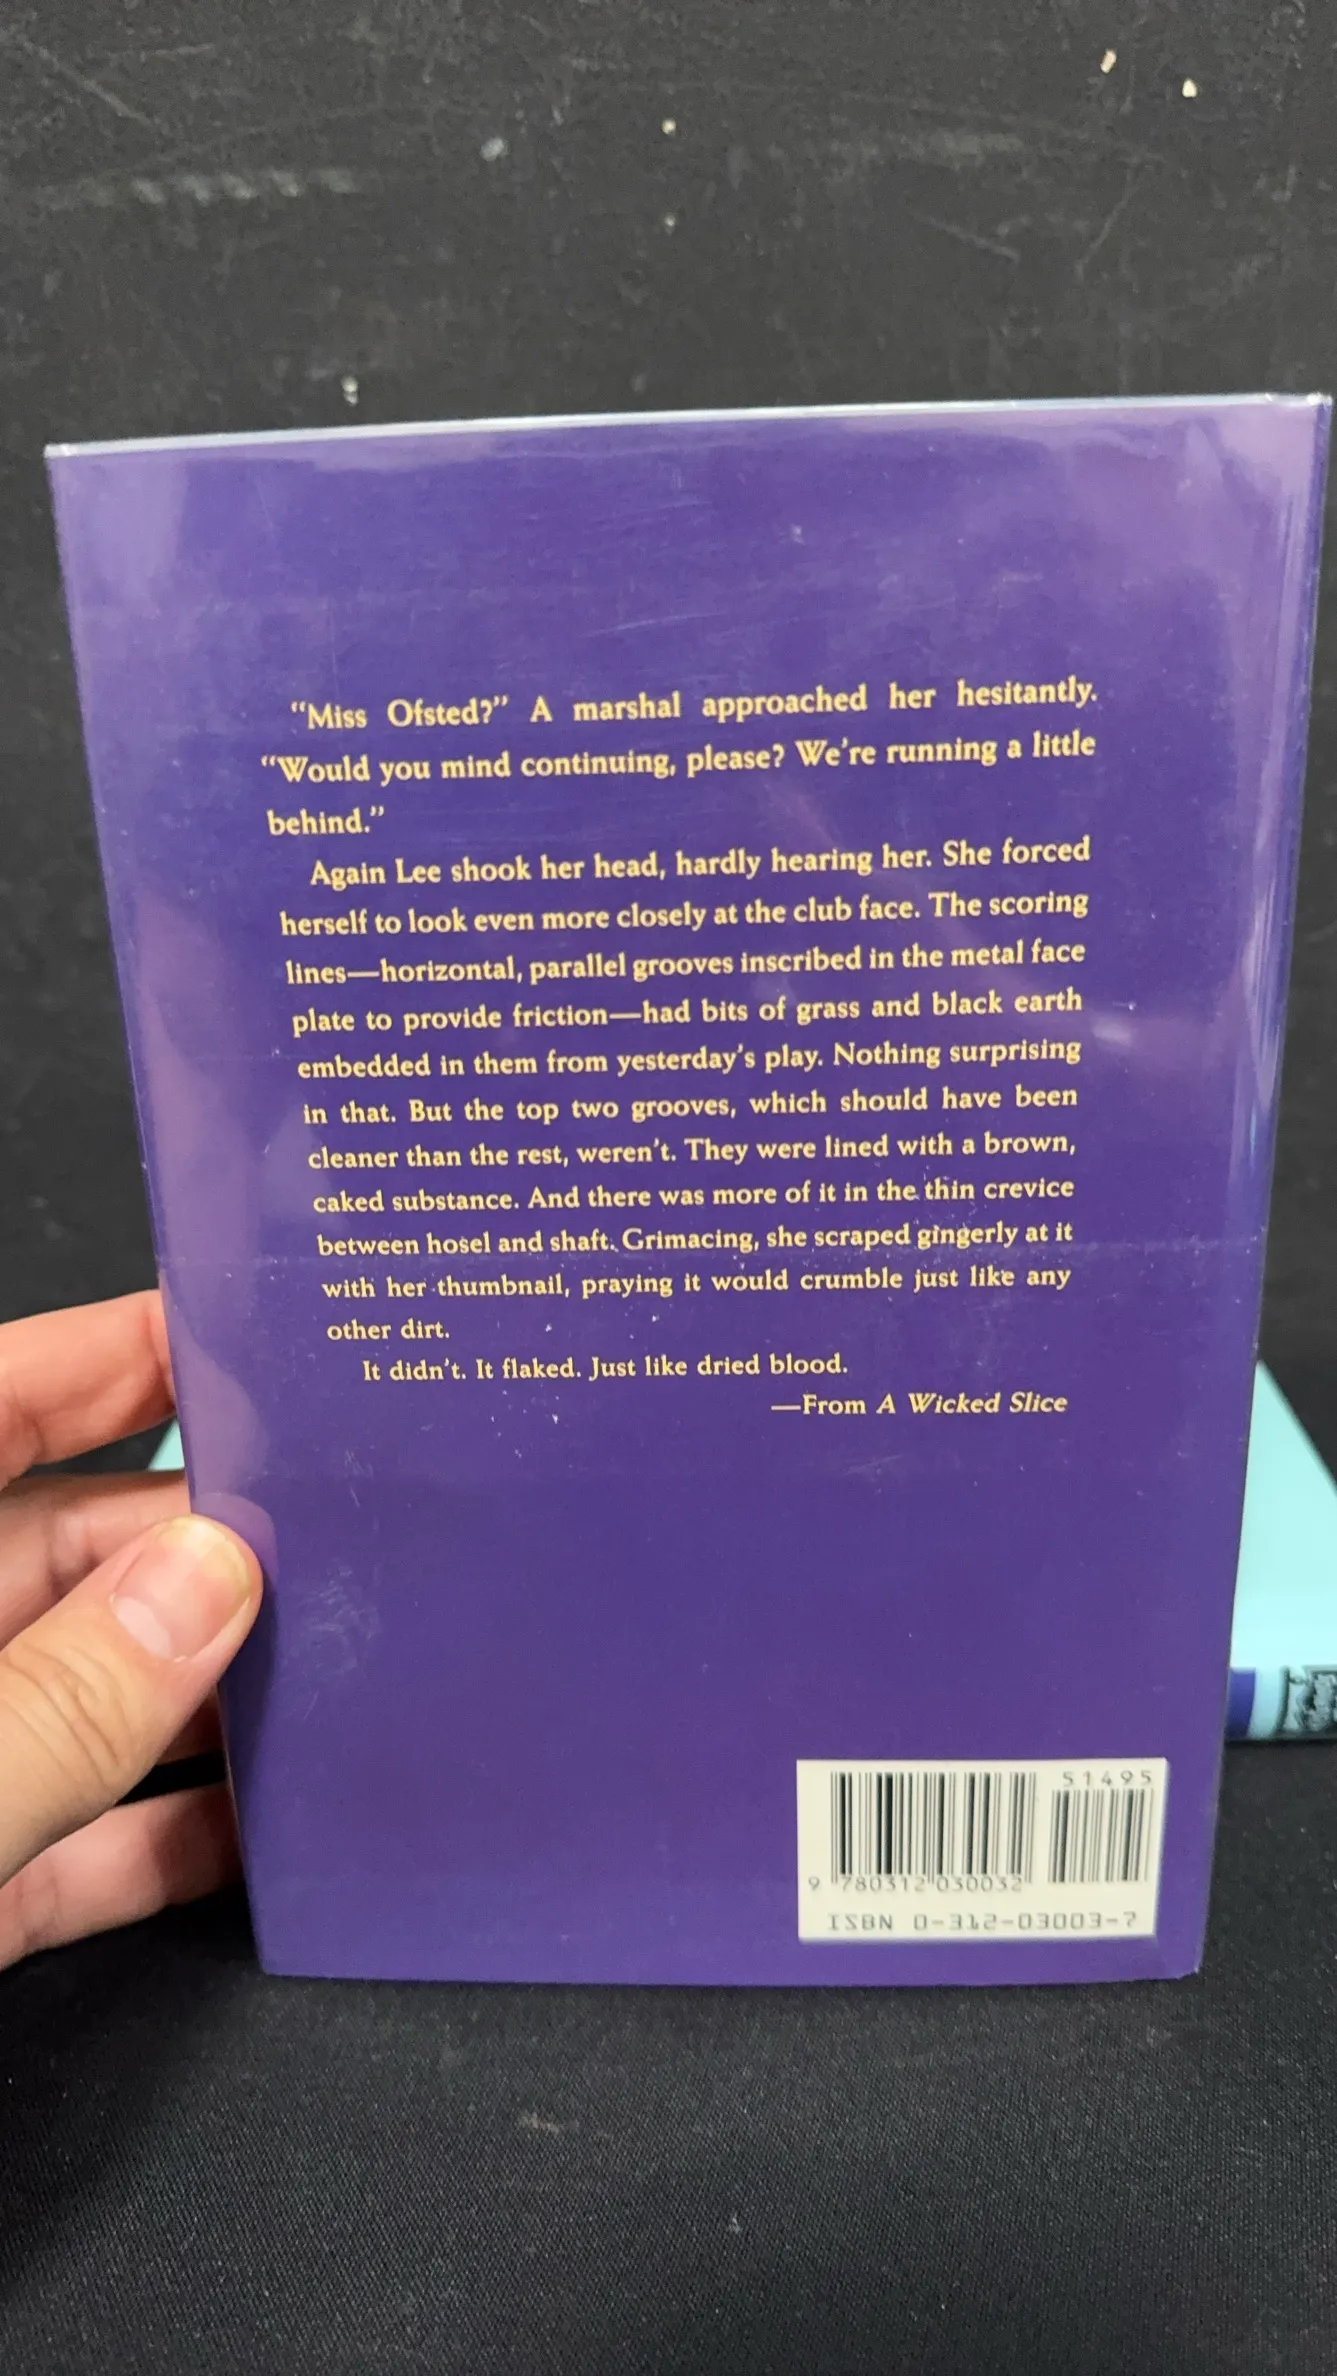 “Miss Ofsted?” A marshal approached her hesitantly.
“Would you mind continuing, please? We’re running a little
behind.”
Again Lee shook her head, hardly hearing her. She forced
herself to look even more closely at the club face. The scoring
lines—horizontal, parallel grooves inscribed in the metal face
plate to provide friction—had bits of grass and black earth
embedded in them from yesterday’s play. Nothing surprising
in that. But the top two grooves, which should have been
cleaner than the rest, weren’t. They were lined with a brown,
caked substance. And there was more of it in the thin crevice
between hosel and shaft. Grimacing, she scraped gingerly at it
with her thumbnail, praying it would crumble just like any
other dirt.
It didn’t. It flaked. Just like dried blood.
—From A Wicked Slice
51495
9 780312 030032
ISBN 0-312-03003-7